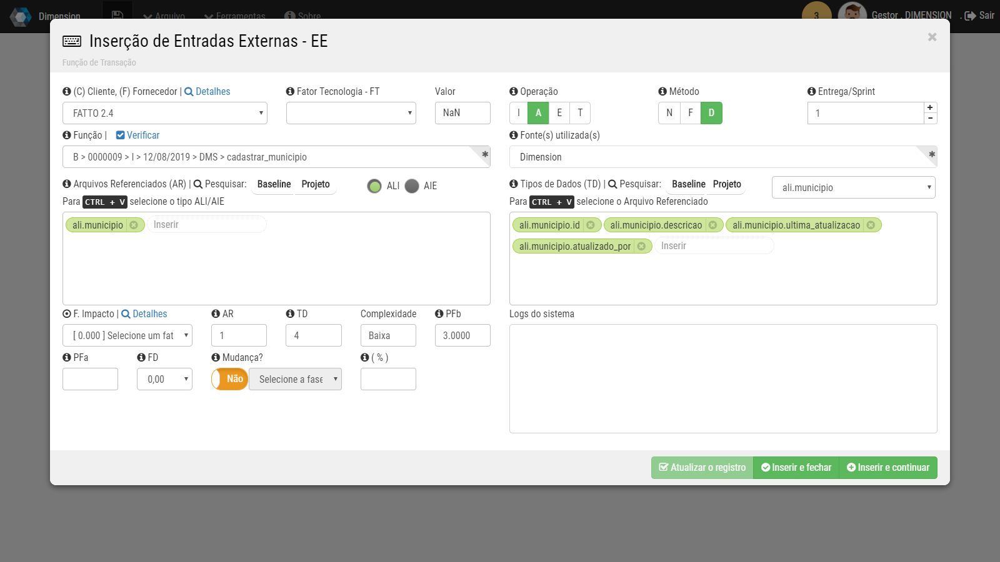 Dimension Arquivo Ferramentas Sobre 3 Gestor . DIMENSION . Sair
Inserção de Entradas Externas - EE ×
Função de Transação
(C) Cliente, (F) Fornecedor | Detalhes Fator Tecnologia - FT Valor Operação Método Entrega/Sprint
FATTO 2.4 NaN I A E T N F D 1 + -
Função | Verificar Fonte(s) utilizada(s)
B > 0000009 > I > 12/08/2019 > DMS > cadastrar_municipio * Dimension *
Arquivos Referenciados (AR) | Pesquisar: Baseline Projeto ALI AIE Tipos de Dados (TD) | Pesquisar: Baseline Projeto ali.municipio
Para CTRL + V selecione o tipo ALI/AIE Para CTRL + V selecione o Arquivo Referenciado
ali.municipio Inserir ali.municipio.id ali.municipio.descricao ali.municipio.ultima_atualizacao
ali.municipio.atualizado_por Inserir
F. Impacto | Detalhes AR TD Complexidade PFb Logs do sistema
[ 0.000 ] Selecione um fat 1 4 Baixa 3.0000
PFa FD Mudança? ( % )
0,00 Não Selecione a fase
Atualizar o registro Inserir e fechar Inserir e continuar